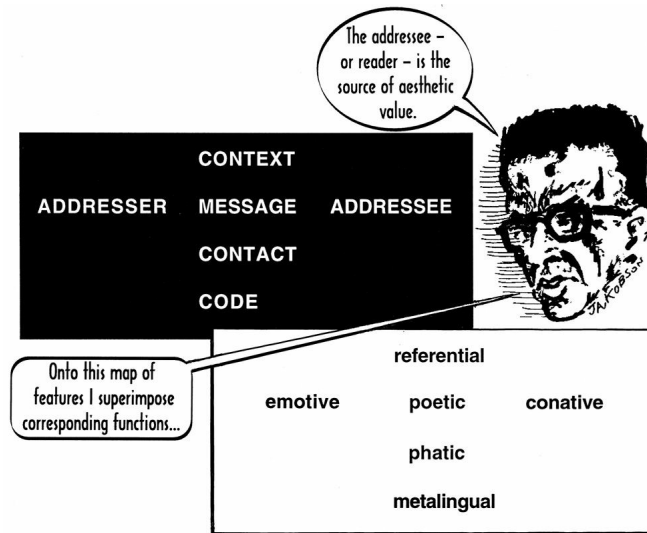 The addressee –
or reader – is the
source of aesthetic
value.
CONTEXT
ADDRESSER MESSAGE ADDRESSEE
CONTACT
CODE
JAKOBSON
Onto this map of
features I superimpose
corresponding functions...
referential
emotive poetic conative
phatic
metalingual